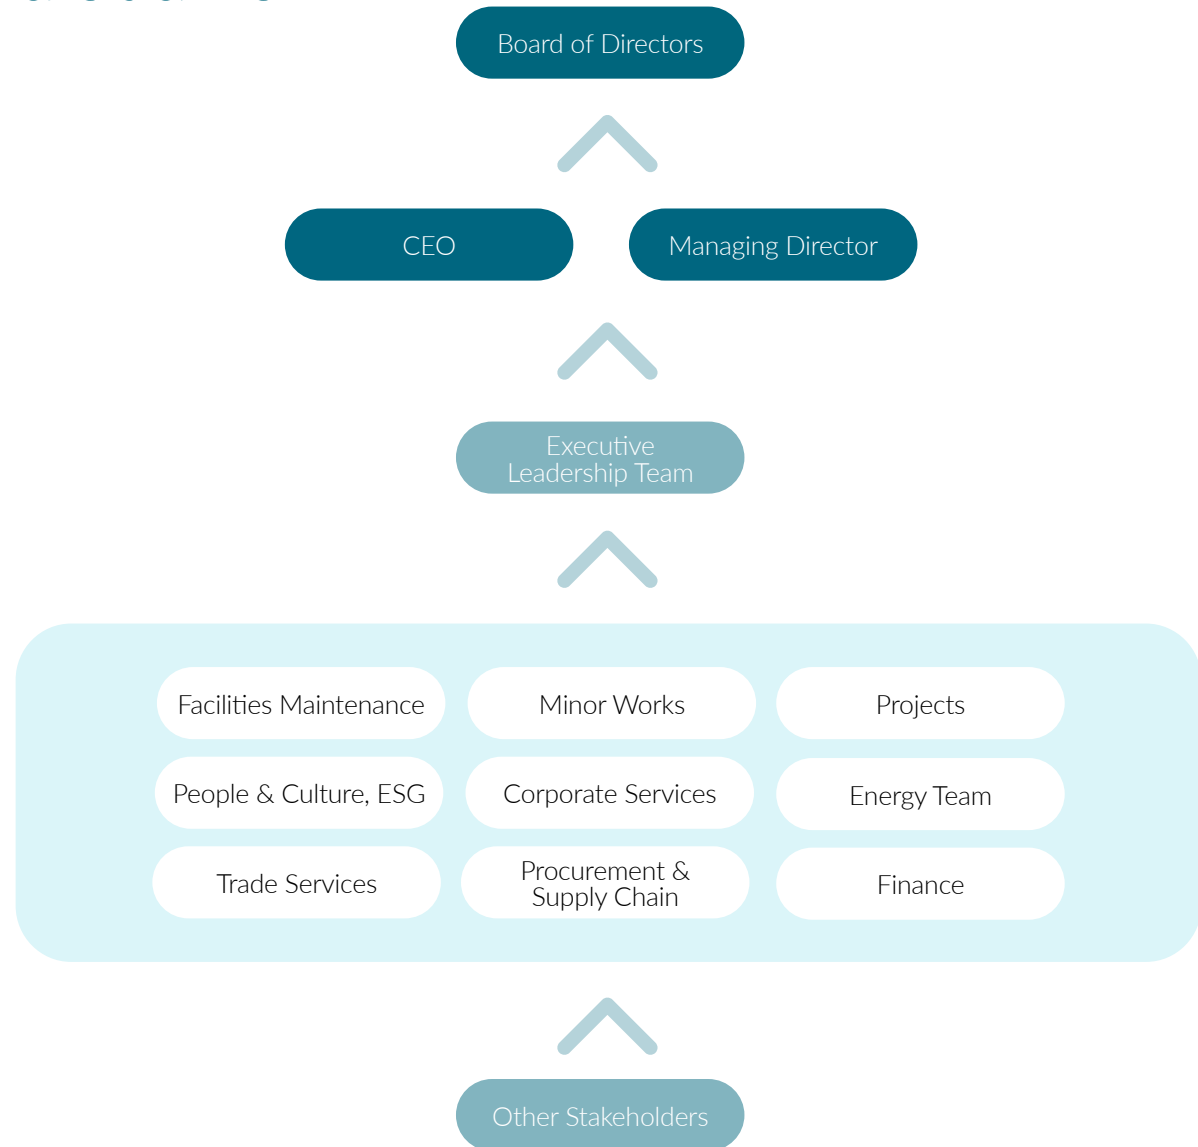 Board of Directors
CEO
Managing Director
Executive
Leadership Team
Facilities Maintenance
Minor Works
Projects
People & Culture, ESG
Corporate Services
Energy Team
Trade Services
Procurement &
Supply Chain
Finance
Other Stakeholders